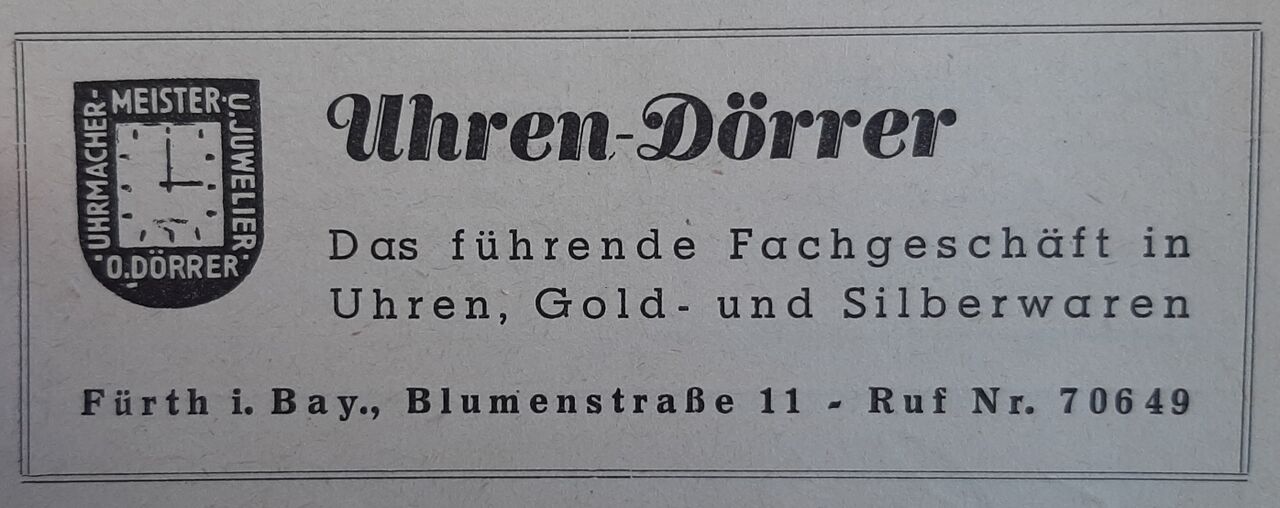 UHRMACHER-
MEISTER·
U.JUWELIER·
·O.DÖRRER·
Uhren-Dörrer
Das führende Fachgeschäft in
Uhren, Gold- und Silberwaren
Fürth i. Bay., Blumenstraße 11 - Ruf Nr. 70649